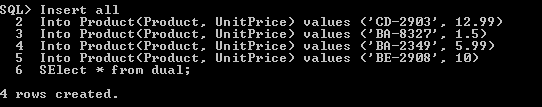 SQL> Insert all
2 Into Product(Product, UnitPrice) values ('CD-2903', 12.99)
3 Into Product(Product, UnitPrice) values ('BA-8327', 1.5)
4 Into Product(Product, UnitPrice) values ('BA-2349', 5.99)
5 Into Product(Product, UnitPrice) values ('BE-2908', 10)
6 SElect * from dual;
4 rows created.